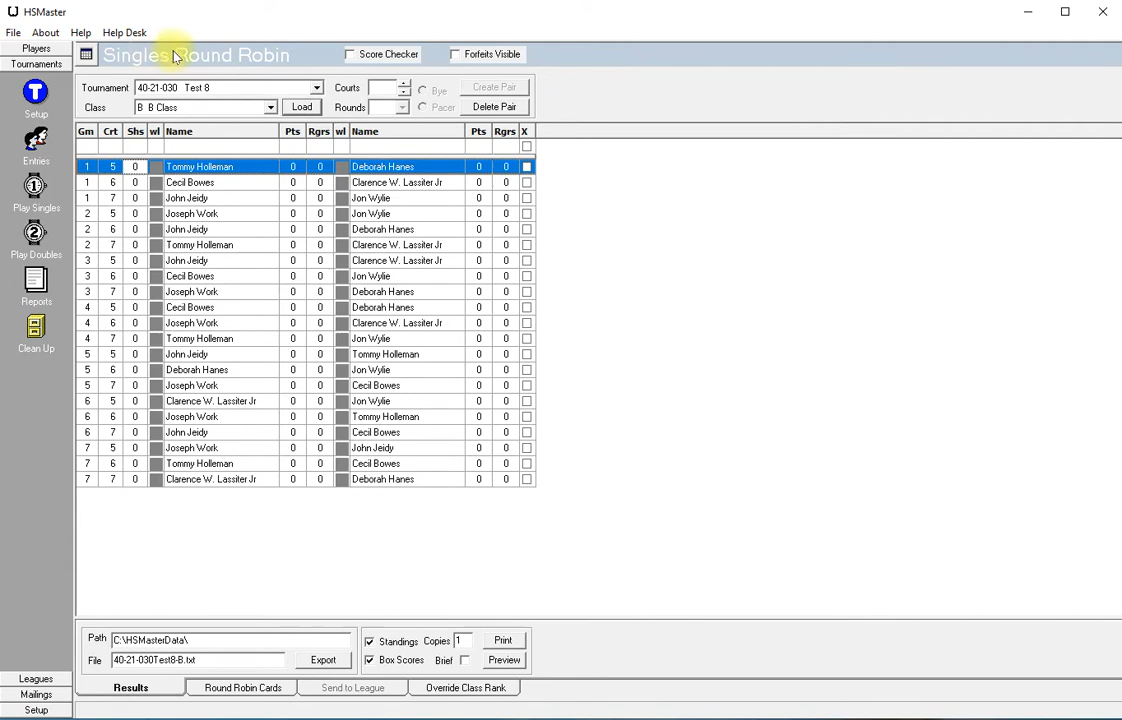 HSMaster
File About Help Help Desk
Players
Tournaments
Setup
Entries
Play Singles
Play Doubles
Reports
Clean Up
Leagues
Mailings
Setup
Singles Round Robin
Score Checker
Forfeits Visible
Tournament 40-21-030 Test 8 Courts Bye Create Pair
Class B B Class Load Rounds Pacer Delete Pair
Gm Crt Shs wl Name Pts Rgrs wl Name Pts Rgrs X
1 5 0 Tommy Holleman 0 0 Deborah Hanes 0 0
1 6 0 Cecil Bowes 0 0 Clarence W. Lassiter Jr 0 0
1 7 0 John Jeidy 0 0 Jon Wylie 0 0
2 5 0 Joseph Work 0 0 Jon Wylie 0 0
2 6 0 John Jeidy 0 0 Deborah Hanes 0 0
2 7 0 Tommy Holleman 0 0 Clarence W. Lassiter Jr 0 0
3 5 0 John Jeidy 0 0 Clarence W. Lassiter Jr 0 0
3 6 0 Cecil Bowes 0 0 Jon Wylie 0 0
3 7 0 Joseph Work 0 0 Deborah Hanes 0 0
4 5 0 Cecil Bowes 0 0 Deborah Hanes 0 0
4 6 0 Joseph Work 0 0 Clarence W. Lassiter Jr 0 0
4 7 0 Tommy Holleman 0 0 Jon Wylie 0 0
5 5 0 John Jeidy 0 0 Tommy Holleman 0 0
5 6 0 Deborah Hanes 0 0 Jon Wylie 0 0
5 7 0 Joseph Work 0 0 Cecil Bowes 0 0
6 5 0 Clarence W. Lassiter Jr 0 0 Jon Wylie 0 0
6 6 0 Joseph Work 0 0 Tommy Holleman 0 0
6 7 0 John Jeidy 0 0 Cecil Bowes 0 0
7 5 0 Joseph Work 0 0 John Jeidy 0 0
7 6 0 Tommy Holleman 0 0 Cecil Bowes 0 0
7 7 0 Clarence W. Lassiter Jr 0 0 Deborah Hanes 0 0
Path C:\HSMasterData\ Standings Copies 1 Print
File 40-21-030Test8-B.txt Export Box Scores Brief Preview
Results Round Robin Cards Send to League Override Class Rank